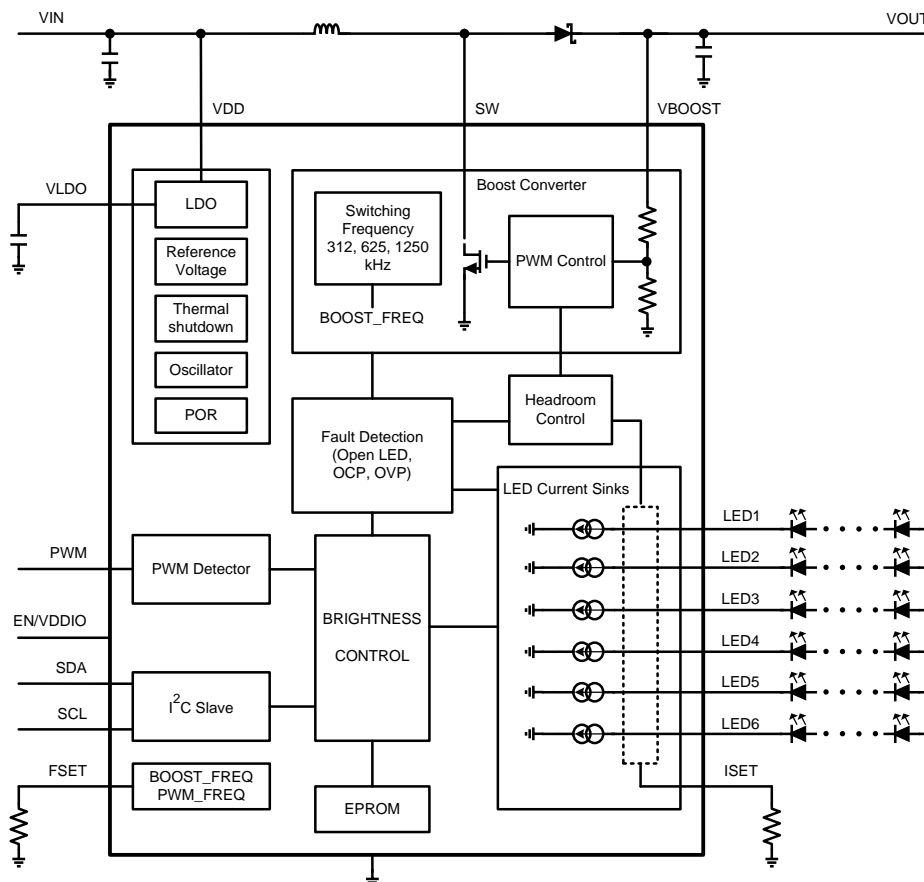 VIN
VOUT
VDD
SW
VBOOST
VLDO
LDO
Reference
Voltage
Thermal
shutdown
Oscillator
POR
Boost Converter
Switching
Frequency
312, 625, 1250
kHz
BOOST_FREQ
PWM Control
Headroom
Control
Fault Detection
(Open LED,
OCP, OVP)
LED Current Sinks
LED1
LED2
LED3
LED4
LED5
LED6
PWM
PWM Detector
EN/VDDIO
BRIGHTNESS
CONTROL
SDA
SCL
I²C Slave
FSET
BOOST_FREQ
PWM_FREQ
EPROM
ISET